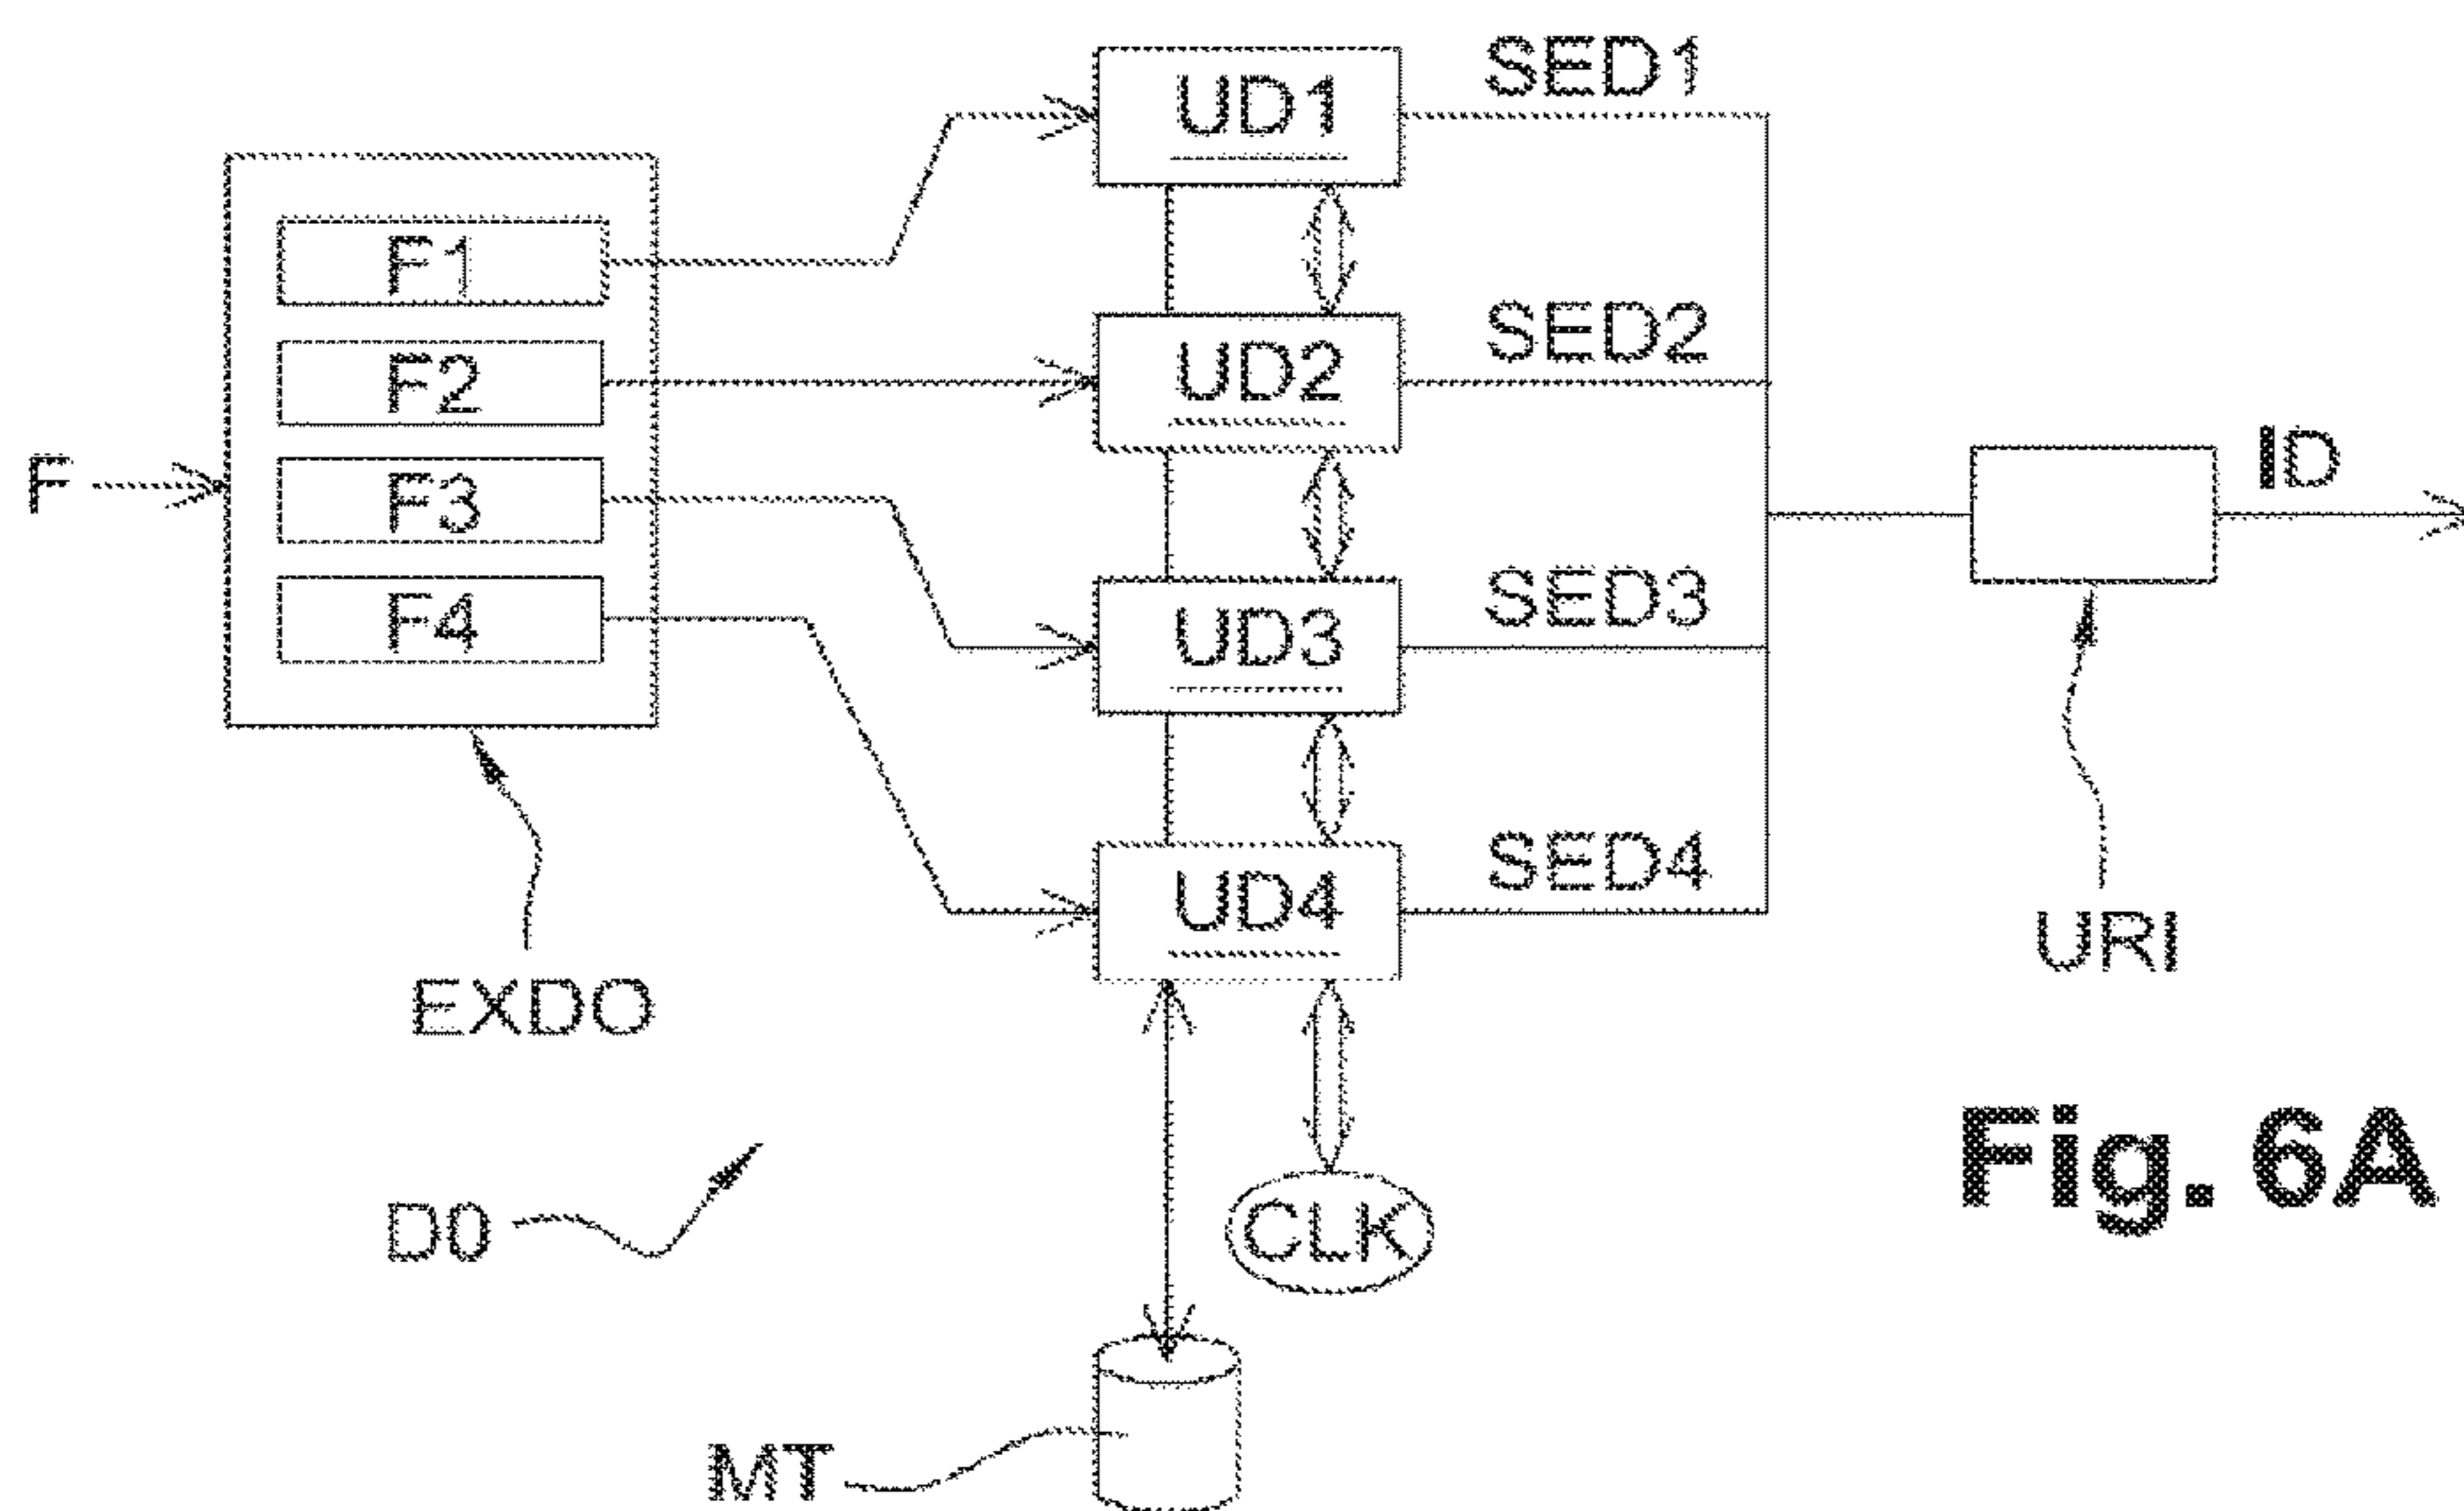 UD1
SED1
F1
UD2
SED2
F2
F
F3
ID
UD3
SED3
F4
UD4
SED4
URI
EXDO
Fig. 6A
D0
CLK
MT